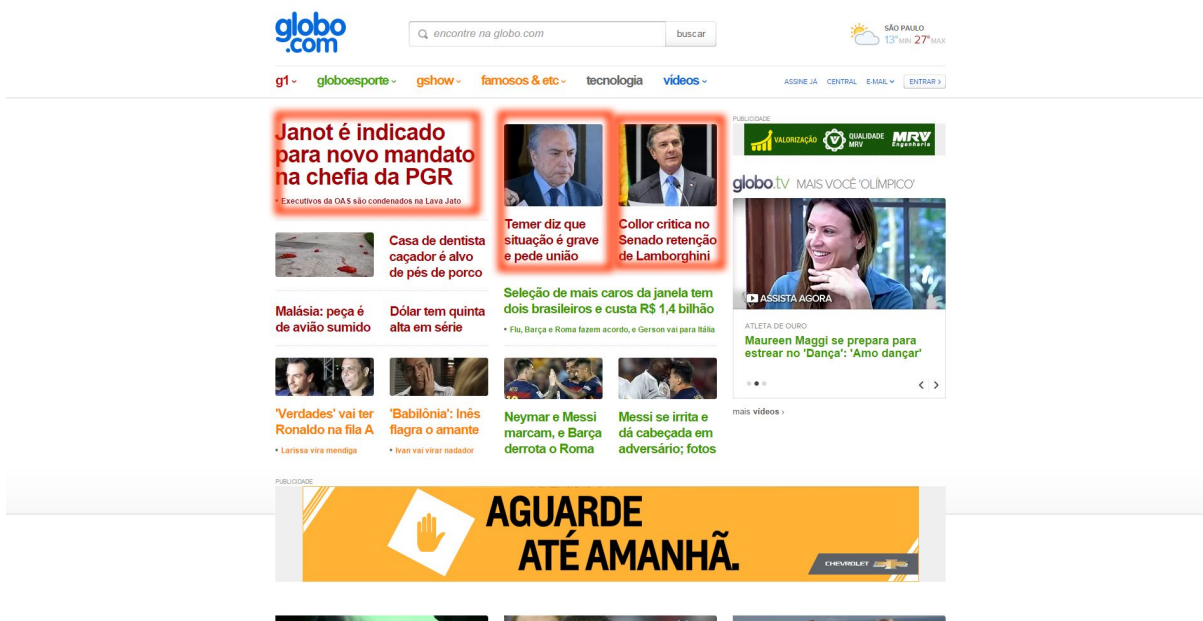 globo
.com
encontre na globo.com
buscar
SÃO PAULO
13° MIN 27° MAX
g1
globoesporte
gshow
famosos & etc
tecnologia
vídeos
ASSINE JÁ
CENTRAL
E-MAIL
ENTRAR
Janot é indicado
para novo mandato
na chefia da PGR
• Executivos da OAS são condenados na Lava Jato
Casa de dentista
caçador é alvo
de pés de porco
Malásia: peça é
de avião sumido
Dólar tem quinta
alta em série
'Verdades' vai ter
Ronaldo na fila A
• Larissa vira mendiga
'Babilônia': Inês
flagra o amante
• Ivan vai virar nadador
Temer diz que
situação é grave
e pede união
Collor critica no
Senado retenção
de Lamborghini
Seleção de mais caros da janela tem
dois brasileiros e custa R$ 1,4 bilhão
• Flu, Barça e Roma fazem acordo, e Gerson vai para Itália
Neymar e Messi
marcam, e Barça
derrota o Roma
Messi se irrita e
dá cabeçada em
adversário; fotos
PUBLICIDADE
VALORIZAÇÃO
QUALIDADE
MRV
MRV
Engenharia
globo.tv MAIS VOCÊ 'OLÍMPICO'
ASSISTA AGORA
ATLETA DE OURO
Maureen Maggi se prepara para
estrear no 'Dança': 'Amo dançar'
mais vídeos ›
PUBLICIDADE
AGUARDE
ATÉ AMANHÃ.
CHEVROLET